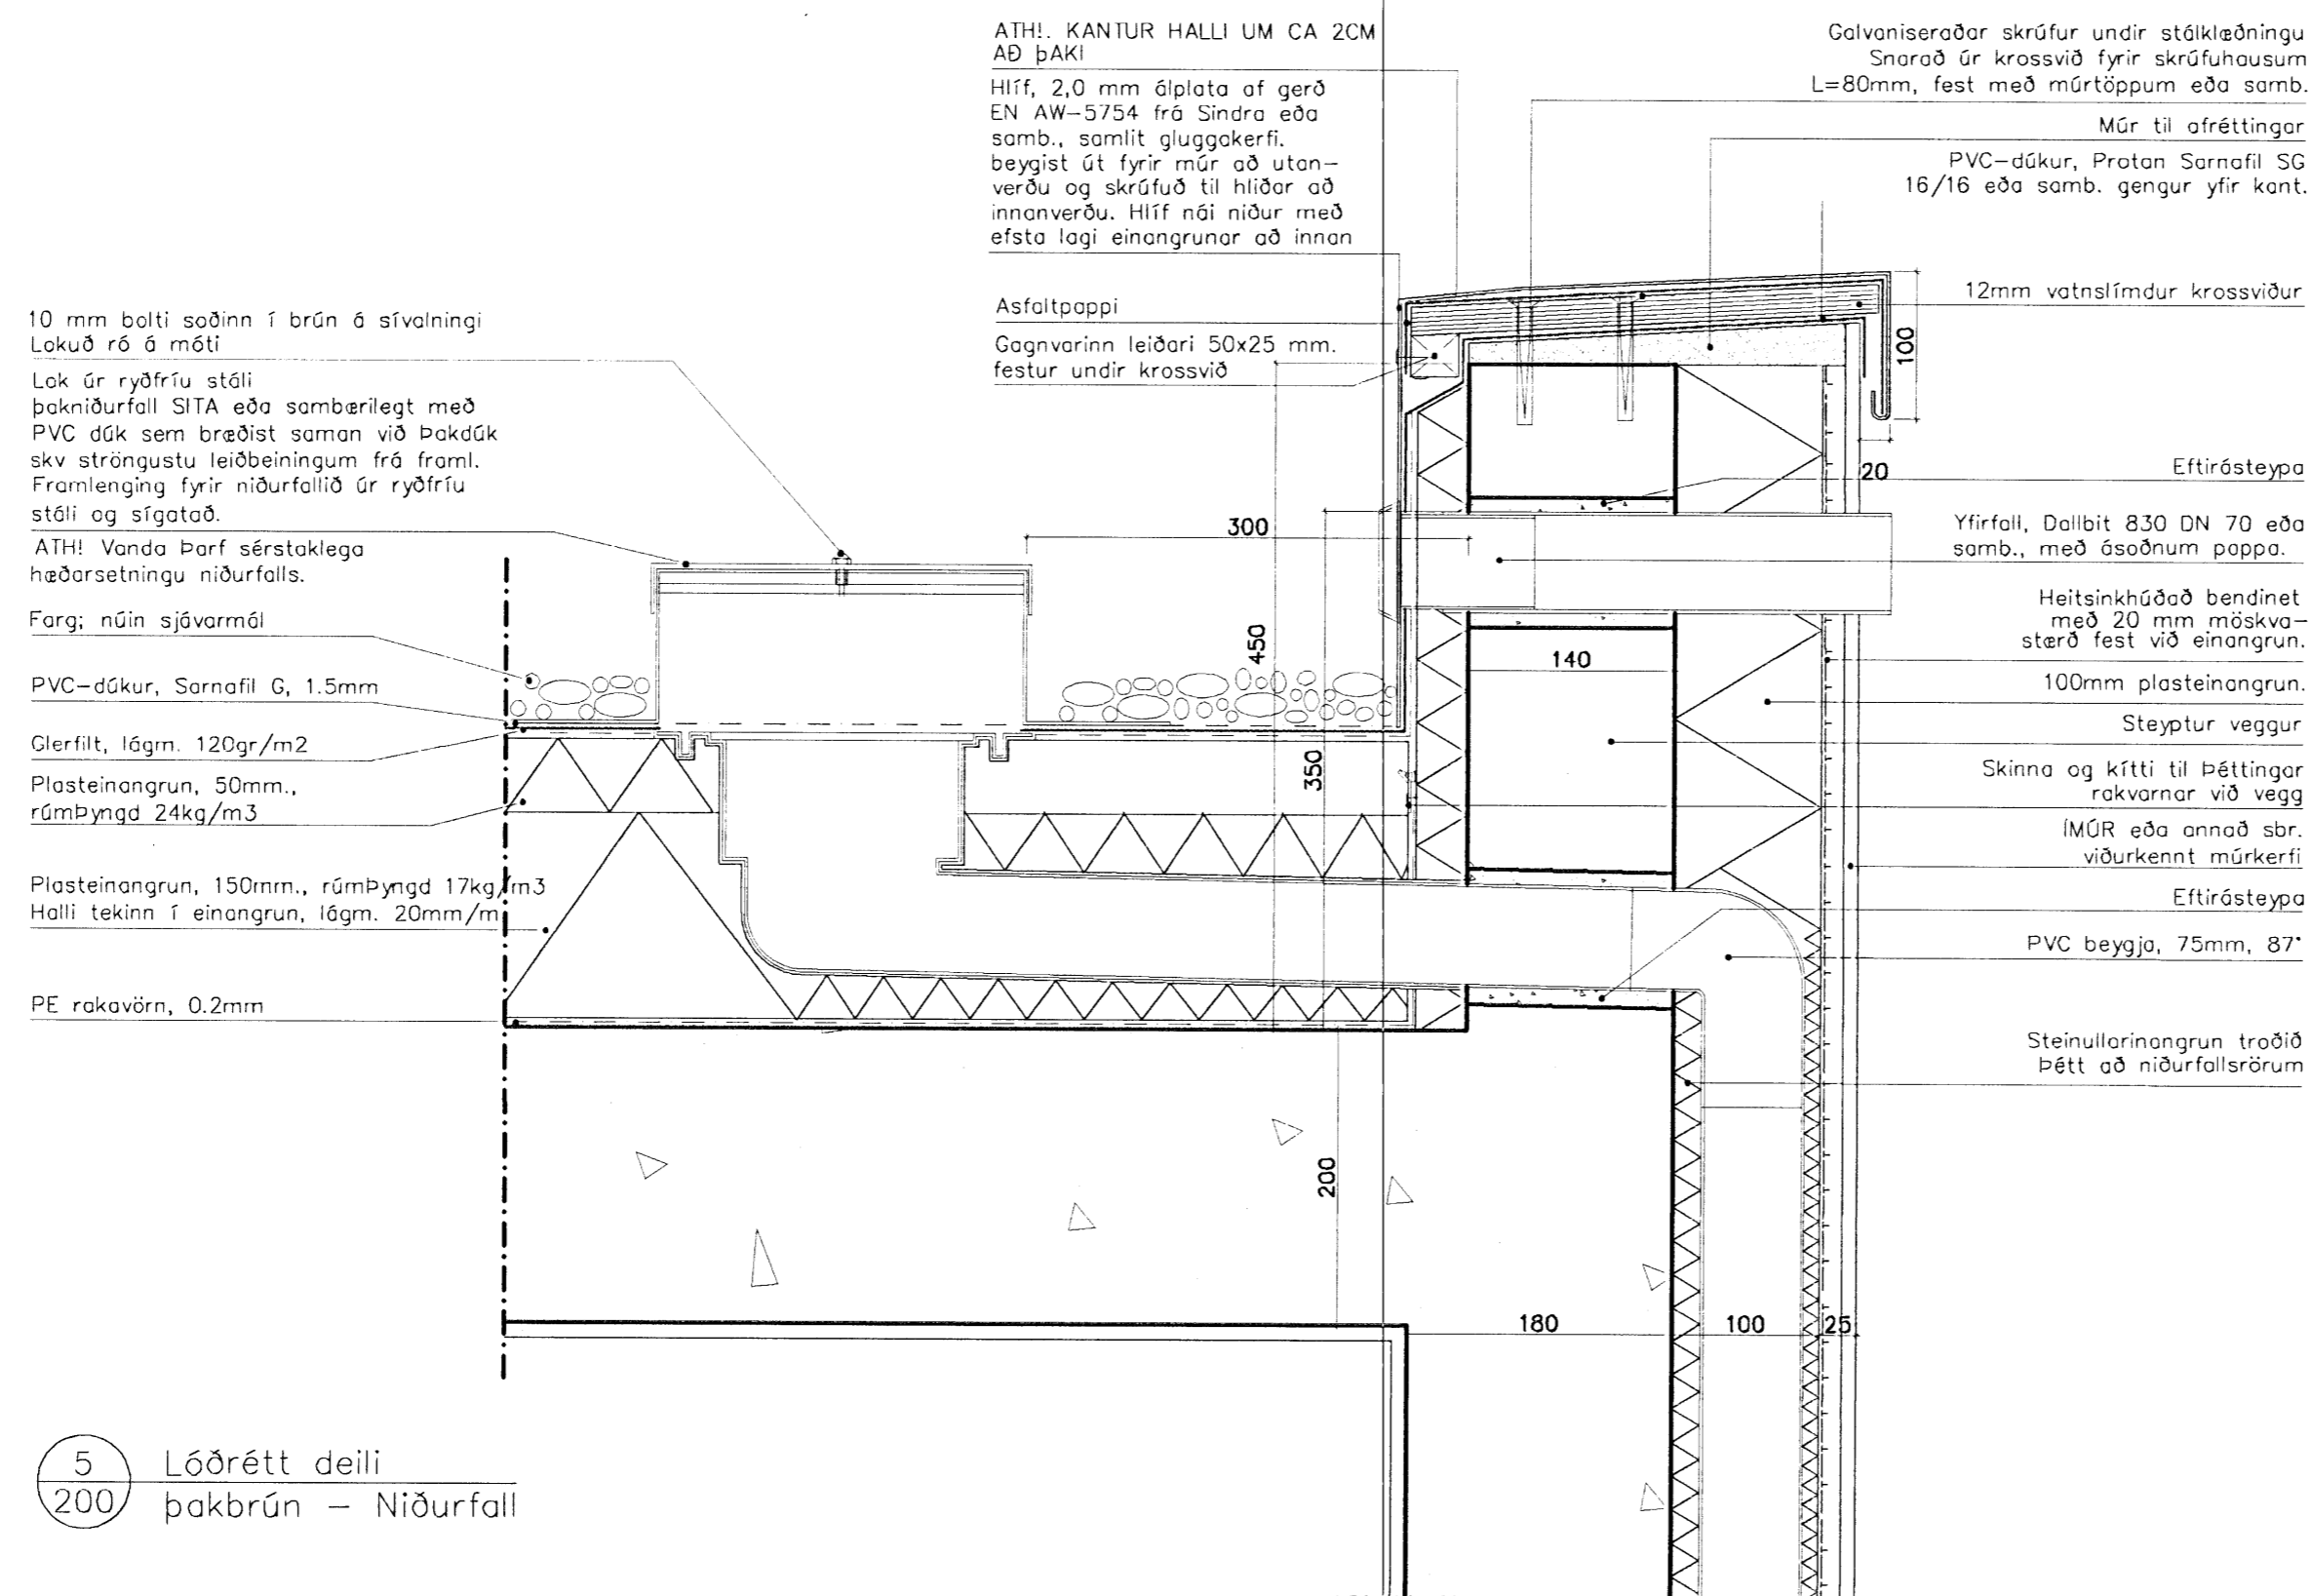 ATH!. KANTUR HALLI UM CA 2CM
AÐ þAKI
Hlíf, 2,0 mm álplata af gerð
EN AW-5754 frá Sindra eða
samb., samlit gluggakerfi.
beygist út fyrir múr að utan-
verðu og skrúfuð til hliðar að
innanverðu. Hlíf nái niður með
efsta lagi einangrunar að innan
Asfaltpappi
Gagnvarinn leiðari 50x25 mm.
festur undir krossvið
10 mm bolti soðinn í brún á sívalningi
Lokuð ró á móti
Lok úr ryðfríu stáli
þakniðurfall SITA eða sambærilegt með
PVC dúk sem bræðist saman við Þakdúk
skv ströngustu leiðbeiningum frá framl.
Framlenging fyrir niðurfallið úr ryðfríu
stáli og sígatað.
ATH! Vanda Þarf sérstaklega
hæðarsetningu niðurfalls.
Farg; núin sjávarmál
PVC-dúkur, Sarnafil G, 1.5mm
Glerfilt, lágm. 120gr/m2
Plasteinangrun, 50mm.,
rúmÞyngd 24kg/m3
Plasteinangrun, 150mm., rúmÞyngd 17kg/m3
Halli tekinn í einangrun, lágm. 20mm/m
PE rakavörn, 0.2mm
Galvaniseraðar skrúfur undir stálklæðningu
Snarað úr krossvið fyrir skrúfuhausum
L=80mm, fest með múrtöppum eða samb.
Múr til afréttingar
PVC-dúkur, Protan Sarnafil SG
16/16 eða samb. gengur yfir kant.
12mm vatnslímdur krossviður
Eftirásteypa
Yfirfall, Dallbit 830 DN 70 eða
samb., með ásoðnum pappa.
Heitsinkhúðað bendinet
með 20 mm möskva-
stærð fest við einangrun.
100mm plasteinangrun.
Steyptur veggur
Skinna og kítti til Þéttingar
rakvarnar við vegg
ÍMÚR eða annað sbr.
viðurkennt múrkerfi
Eftirásteypa
PVC beygja, 75mm, 87°
Steinullarinangrun troðið
Þétt að niðurfallsrörum
100
20
300
450
140
350
200
180
100
25
5
200
Lóðrétt deili
þakbrún - Niðurfall